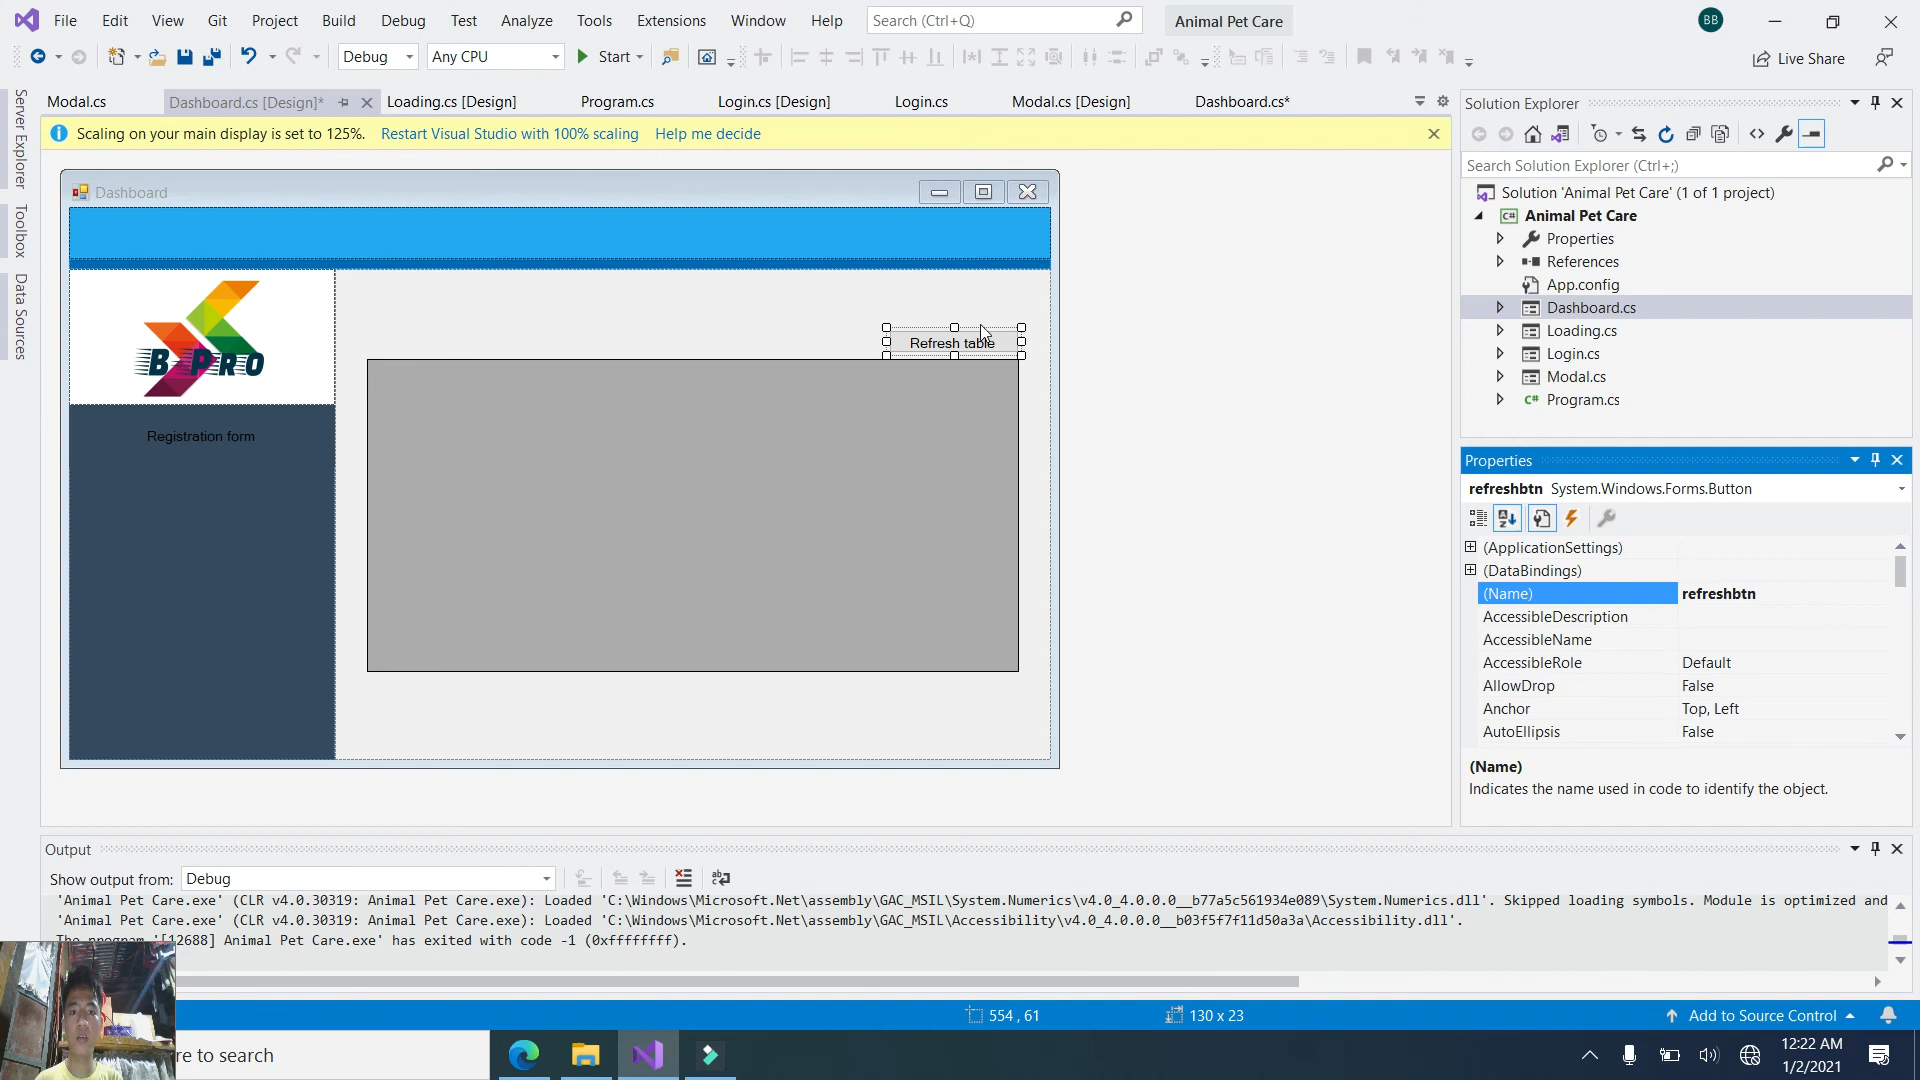 File Edit View Git Project Build Debug Test Analyze Tools Extensions Window Help Search (Ctrl+Q) Animal Pet Care BB
Debug Any CPU Start Live Share
Modal.cs Dashboard.cs [Design]* Loading.cs [Design] Program.cs Login.cs [Design] Login.cs Modal.cs [Design] Dashboard.cs*
Scaling on your main display is set to 125%. Restart Visual Studio with 100% scaling Help me decide
Server Explorer
Toolbox
Data Sources
Dashboard
B-PRO
Registration form
Refresh table
Solution Explorer
Search Solution Explorer (Ctrl+;)
Solution 'Animal Pet Care' (1 of 1 project)
C# Animal Pet Care
Properties
References
App.config
Dashboard.cs
Loading.cs
Login.cs
Modal.cs
C# Program.cs
Properties
refreshbtn System.Windows.Forms.Button
(ApplicationSettings)
(DataBindings)
(Name) refreshbtn
AccessibleDescription
AccessibleName
AccessibleRole Default
AllowDrop False
Anchor Top, Left
AutoEllipsis False
(Name)
Indicates the name used in code to identify the object.
Output
Show output from: Debug
'Animal Pet Care.exe' (CLR v4.0.30319: Animal Pet Care.exe): Loaded 'C:\Windows\Microsoft.Net\assembly\GAC_MSIL\System.Numerics\v4.0_4.0.0.0__b77a5c561934e089\System.Numerics.dll'. Skipped loading symbols. Module is optimized and
'Animal Pet Care.exe' (CLR v4.0.30319: Animal Pet Care.exe): Loaded 'C:\Windows\Microsoft.Net\assembly\GAC_MSIL\Accessibility\v4.0_4.0.0.0__b03f5f7f11d50a3a\Accessibility.dll'.
The program '[12688] Animal Pet Care.exe' has exited with code -1 (0xffffffff).
554 , 61 130 x 23 Add to Source Control
re to search
12:22 AM
1/2/2021